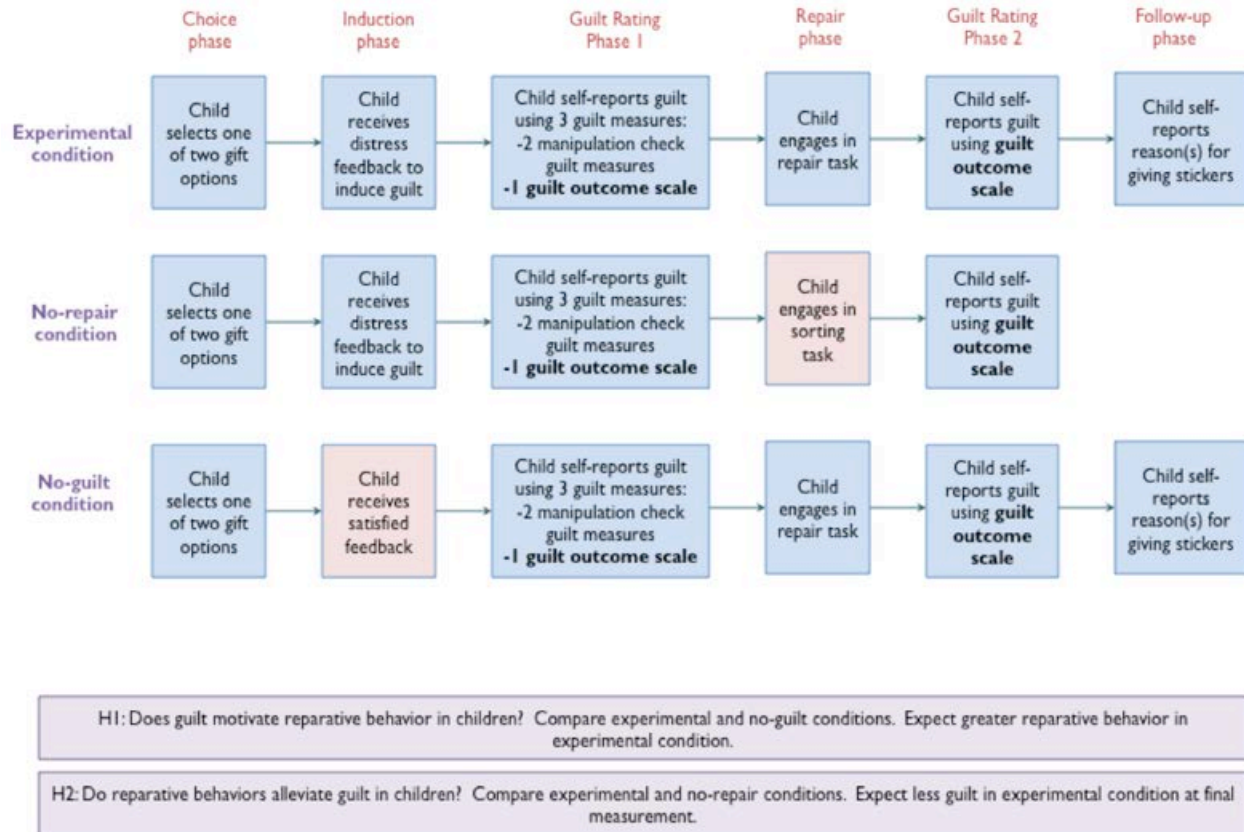 Choice
phase
Induction
phase
Guilt Rating
Phase 1
Repair
phase
Guilt Rating
Phase 2
Follow-up
phase
Experimental
condition
Child
selects one
of two gift
options
Child
receives
distress
feedback to
induce guilt
Child self-reports guilt
using 3 guilt measures:
-2 manipulation check
guilt measures
-1 guilt outcome scale
Child
engages in
repair task
Child self-
reports guilt
using guilt
outcome
scale
Child self-
reports
reason(s) for
giving stickers
No-repair
condition
Child
selects one
of two gift
options
Child
receives
distress
feedback to
induce guilt
Child self-reports guilt
using 3 guilt measures:
-2 manipulation check
guilt measures
-1 guilt outcome scale
Child
engages in
sorting
task
Child self-
reports guilt
using guilt
outcome
scale
No-guilt
condition
Child
selects one
of two gift
options
Child
receives
satisfied
feedback
Child self-reports guilt
using 3 guilt measures:
-2 manipulation check
guilt measures
-1 guilt outcome scale
Child
engages in
repair task
Child self-
reports guilt
using guilt
outcome
scale
Child self-
reports
reason(s) for
giving stickers
H1: Does guilt motivate reparative behavior in children? Compare experimental and no-guilt conditions. Expect greater reparative behavior in
experimental condition.
H2: Do reparative behaviors alleviate guilt in children? Compare experimental and no-repair conditions. Expect less guilt in experimental condition at final
measurement.